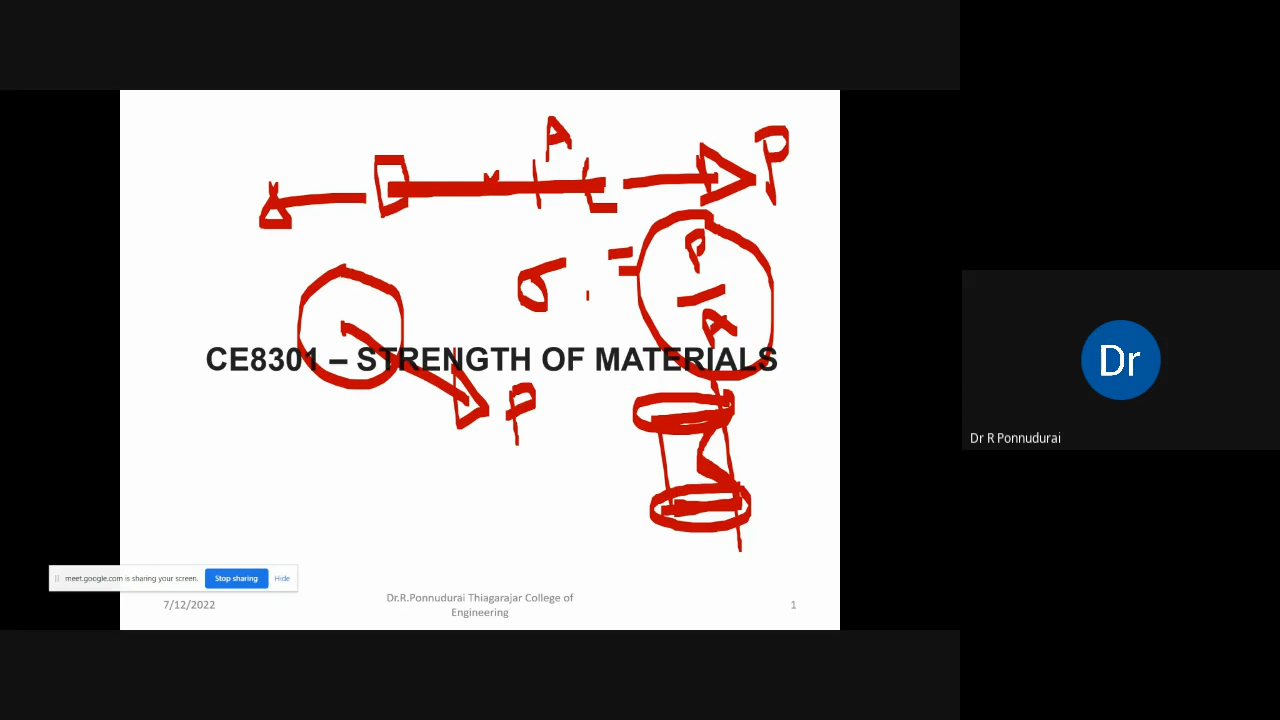 A
P
σ = P
A
CE8301 – STRENGTH OF MATERIALS
P
Dr
Dr R Ponnudurai
meet.google.com is sharing your screen. Stop sharing Hide
7/12/2022
Dr.R.Ponnudurai Thiagarajar College of
Engineering
1